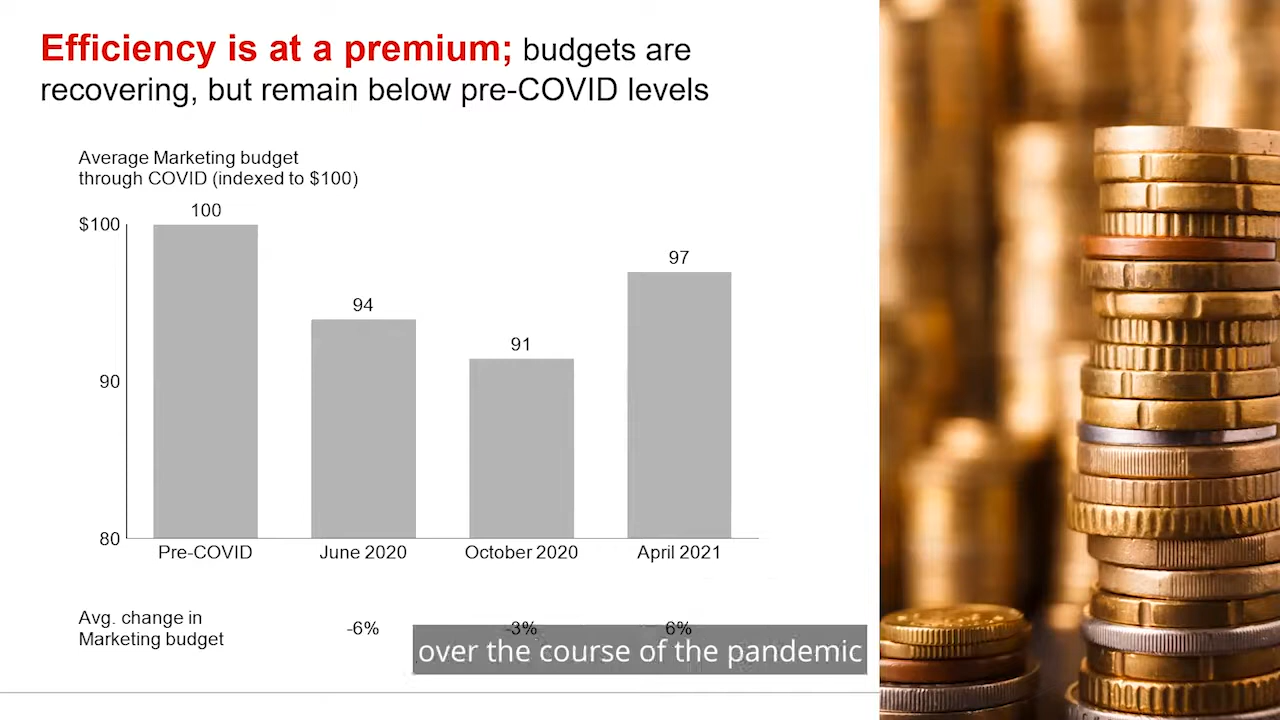 Efficiency is at a premium; budgets are
recovering, but remain below pre-COVID levels
Average Marketing budget
through COVID (indexed to $100)
100
$100
97
94
91
90
80
Pre-COVID June 2020 October 2020 April 2021
Avg. change in
Marketing budget
-6% -3% 6%
over the course of the pandemic